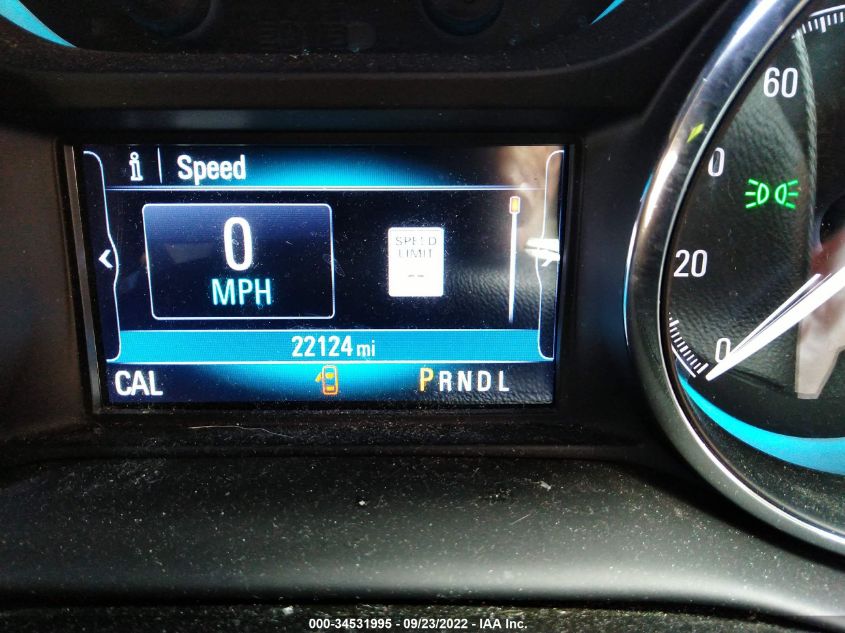 i Speed
0
MPH
SPEED
LIMIT
--
22124 mi
CAL
PRNDL
60
0
20
0
000-34531995 - 09/23/2022 - IAA Inc.